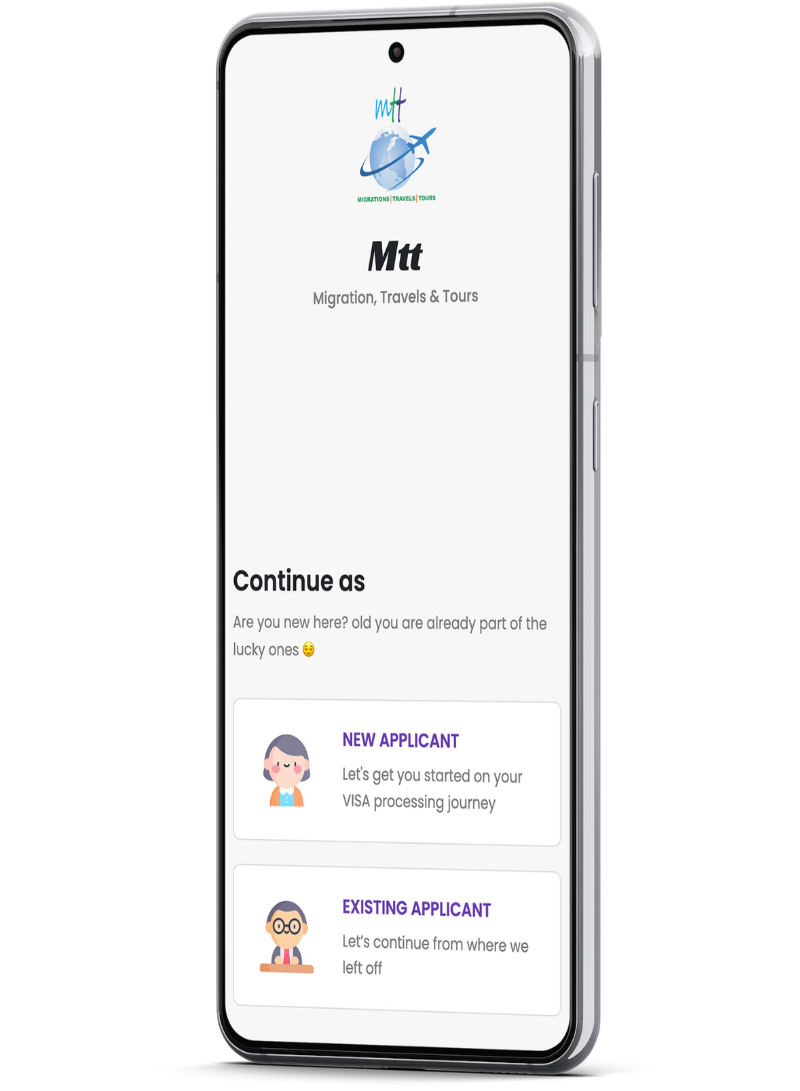 mtt
MIGRATIONS|TRAVELS|TOURS
Mtt
Migration, Travels & Tours
Continue as
Are you new here? old you are already part of the
lucky ones 😌
NEW APPLICANT
Let's get you started on your
VISA processing journey
EXISTING APPLICANT
Let's continue from where we
left off